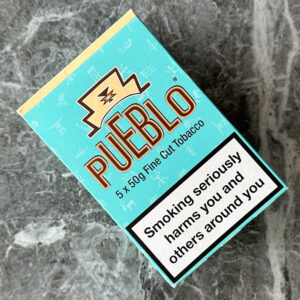 PUEBLO
5 x 50g Fine Cut Tobacco
Smoking seriously
harms you and
others around you